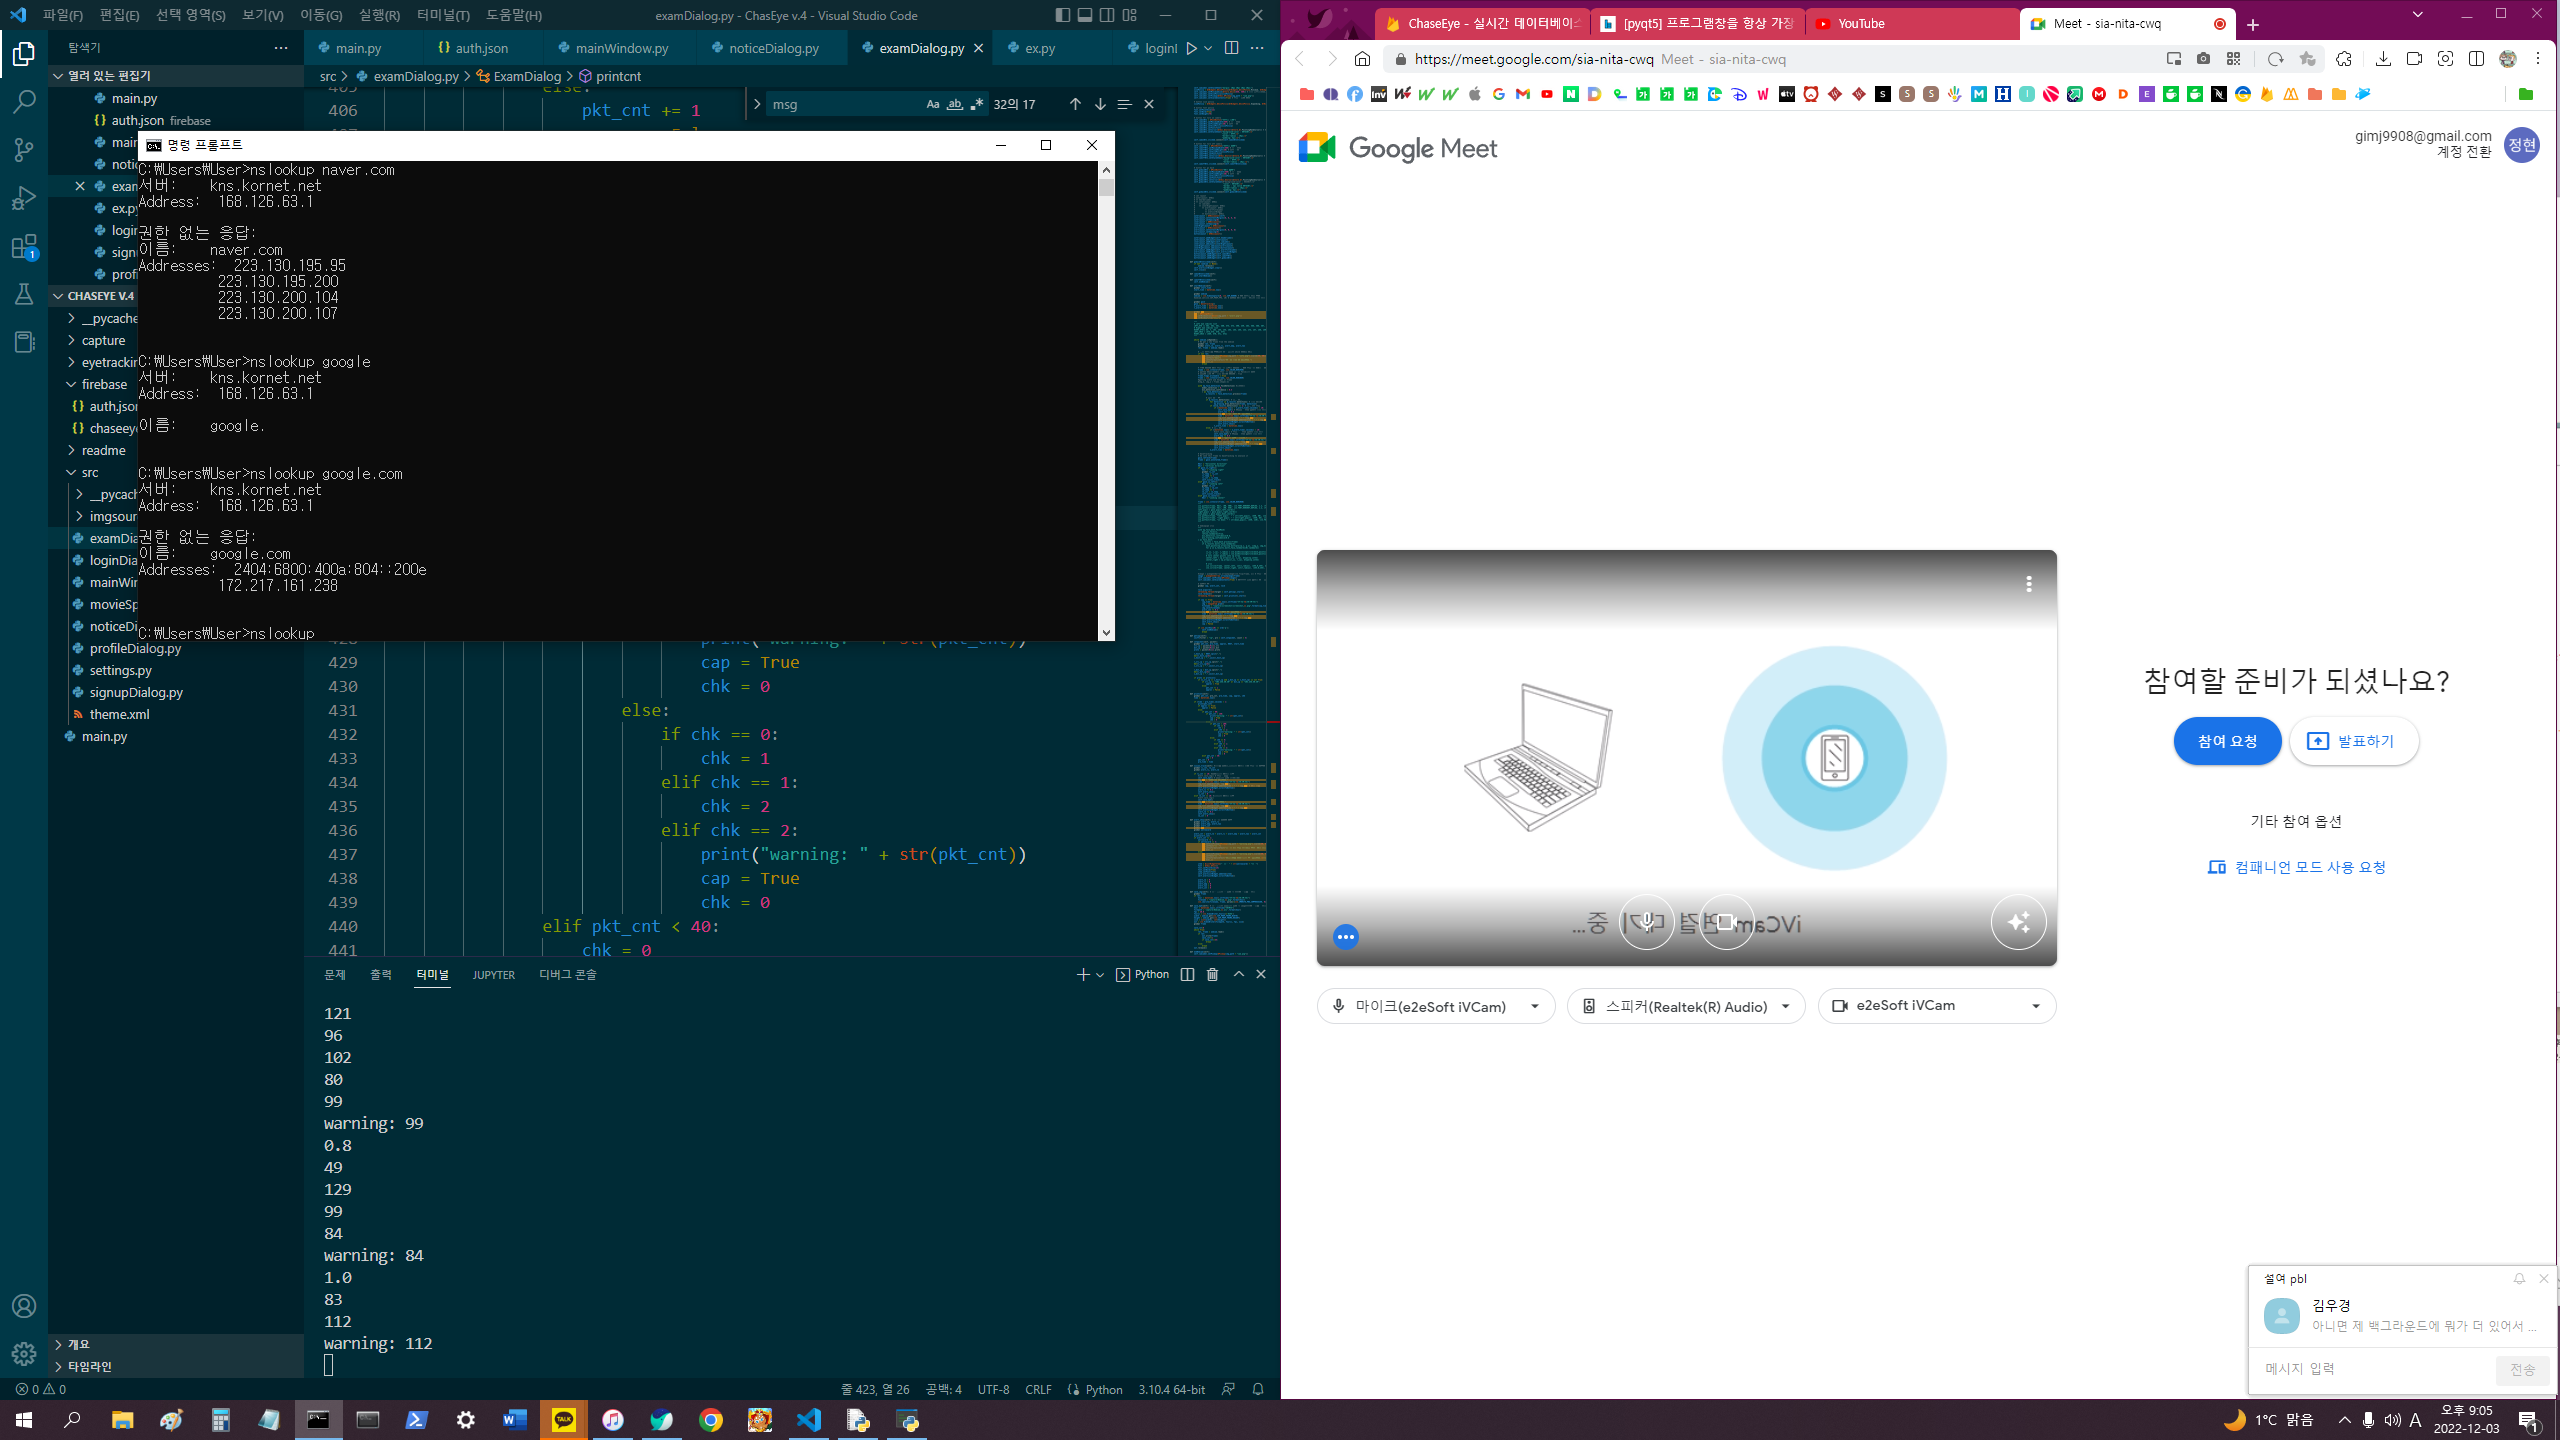 파일(F) 편집(E) 선택 영역(S) 보기(V) 이동(G) 실행(R) 터미널(T) 도움말(H)
examDialog.py - ChasEye v.4 - Visual Studio Code
탐색기
main.py
auth.json
mainWindow.py
noticeDialog.py
examDialog.py
ex.py
src > examDialog.py > ExamDialog > printcnt
열려 있는 편집기
main.py
auth.json firebase
CHASEYE V.4
capture
firebase
readme
src
profileDialog.py
settings.py
signupDialog.py
theme.xml
main.py
개요
타임라인
msg
32의 17
406 pkt_cnt += 1
명령 프롬프트
C:₩Users₩User>nslookup naver.com
서버: kns.kornet.net
Address: 168.126.63.1
권한 없는 응답:
이름: naver.com
Addresses: 223.130.195.95
223.130.195.200
223.130.200.104
223.130.200.107
C:₩Users₩User>nslookup google
서버: kns.kornet.net
Address: 168.126.63.1
이름: google.
C:₩Users₩User>nslookup google.com
서버: kns.kornet.net
Address: 168.126.63.1
권한 없는 응답:
이름: google.com
Addresses: 2404:6800:400a:804::200e
172.217.161.238
C:₩Users₩User>nslookup
429 cap = True
430 chk = 0
431 else:
432 if chk == 0:
433 chk = 1
434 elif chk == 1:
435 chk = 2
436 elif chk == 2:
437 print("warning: " + str(pkt_cnt))
438 cap = True
439 chk = 0
440 elif pkt_cnt < 40:
441 chk = 0
문제 출력 터미널 JUPYTER 디버그 콘솔
Python
121
96
102
80
99
warning: 99
0.8
49
129
99
84
warning: 84
1.0
83
112
warning: 112
0 0
줄 423, 열 26 공백: 4 UTF-8 CRLF Python 3.10.4 64-bit
ChaseEye - 실시간 데이터베이스
[pyqt5] 프로그램창을 항상 가장
YouTube
Meet - sia-nita-cwq
https://meet.google.com/sia-nita-cwq Meet - sia-nita-cwq
Google Meet
gimj9908@gmail.com
계정 전환
정현
iVCam 연결 대기 중...
마이크(e2eSoft iVCam)
스피커(Realtek(R) Audio)
e2eSoft iVCam
참여할 준비가 되셨나요?
참여 요청
발표하기
기타 참여 옵션
컴패니언 모드 사용 요청
설여 pbl
김우경
아니면 제 백그라운드에 뭐가 더 있어서 ...
메시지 입력
전송
1°C 맑음
A
오후 9:05
2022-12-03